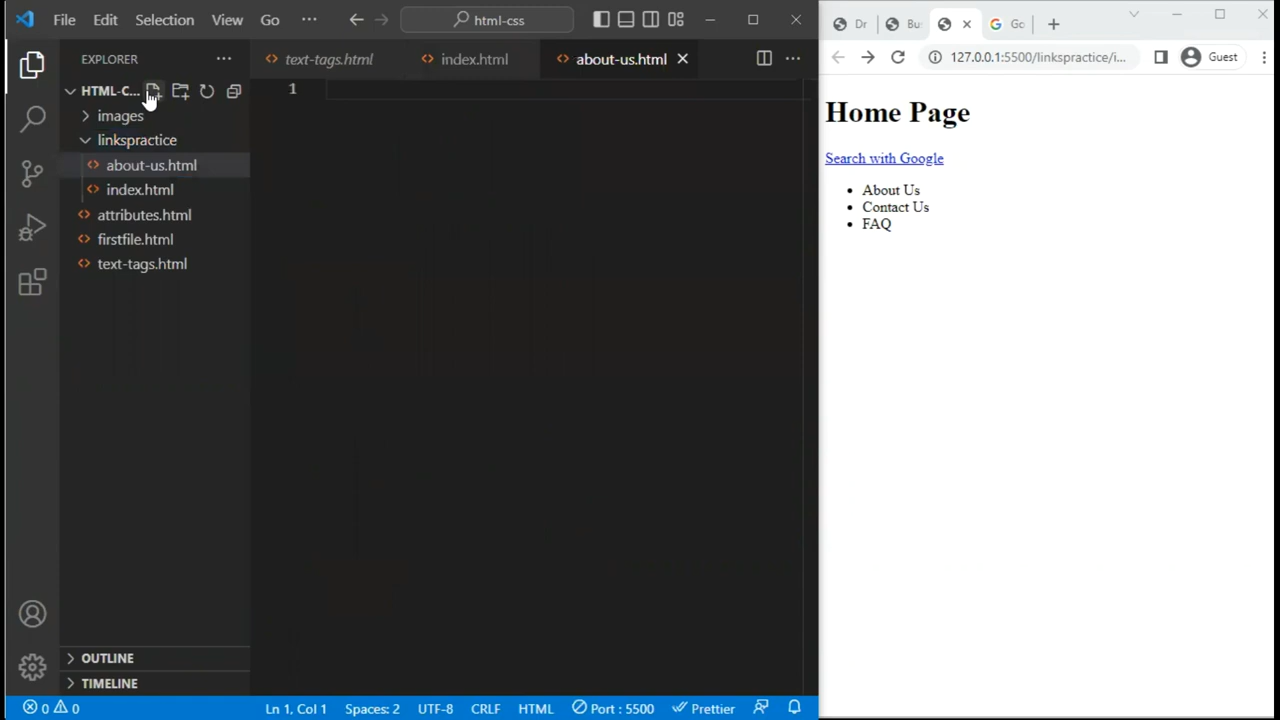 File Edit Selection View Go ··· html-css
EXPLORER ···
HTML-C...
images
linkspractice
about-us.html
index.html
attributes.html
firstfile.html
text-tags.html
OUTLINE
TIMELINE
text-tags.html index.html about-us.html ···
1
0 0 Ln 1, Col 1 Spaces: 2 UTF-8 CRLF HTML Port : 5500 Prettier
Dr Bu Go
127.0.0.1:5500/linkspractice/i... Guest
Home Page
Search with Google
• About Us
• Contact Us
• FAQ